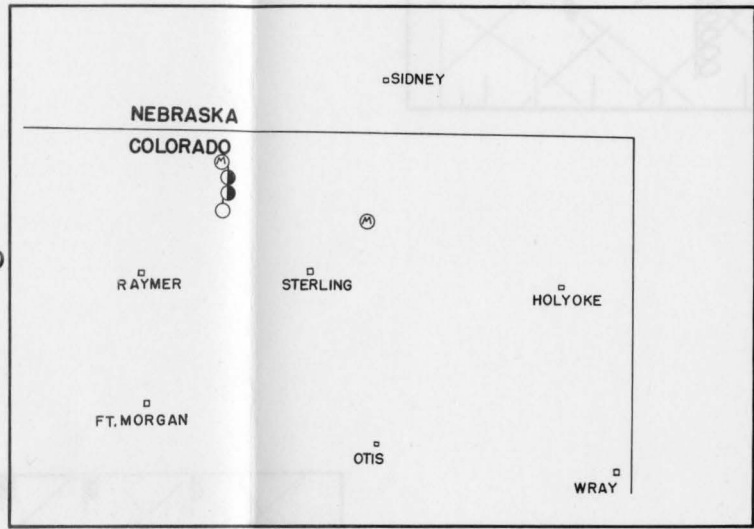 SIDNEY
NEBRASKA
COLORADO
M
M
RAYMER
STERLING
HOLYOKE
FT. MORGAN
OTIS
WRAY